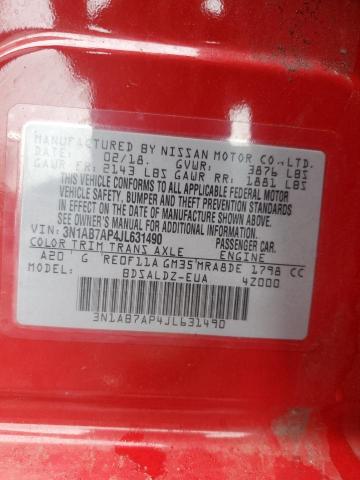 MANUFACTURED BY NISSAN MOTOR CO.,LTD.
DATE: 02/18. GVWR: 3876 LBS
GAWR FR: 2143 LBS GAWR RR: 1881 LBS
THIS VEHICLE CONFORMS TO ALL APPLICABLE FEDERAL MOTOR
VEHICLE SAFETY, BUMPER AND THEFT PREVENTION STANDARDS
IN EFFECT ON THE DATE OF MANUFACTURE SHOWN ABOVE.
SEE OWNER'S MANUAL FOR ADDITIONAL INFORMATION.
VIN:3N1AB7AP4JL631490 PASSENGER CAR.
COLOR TRIM TRANS AXLE ENGINE
A20 G RE0F11A GM35 MRA8DE 1798 CC
MODEL: BDSALDZ-EUA 4Z000
3N1AB7AP4JL631490